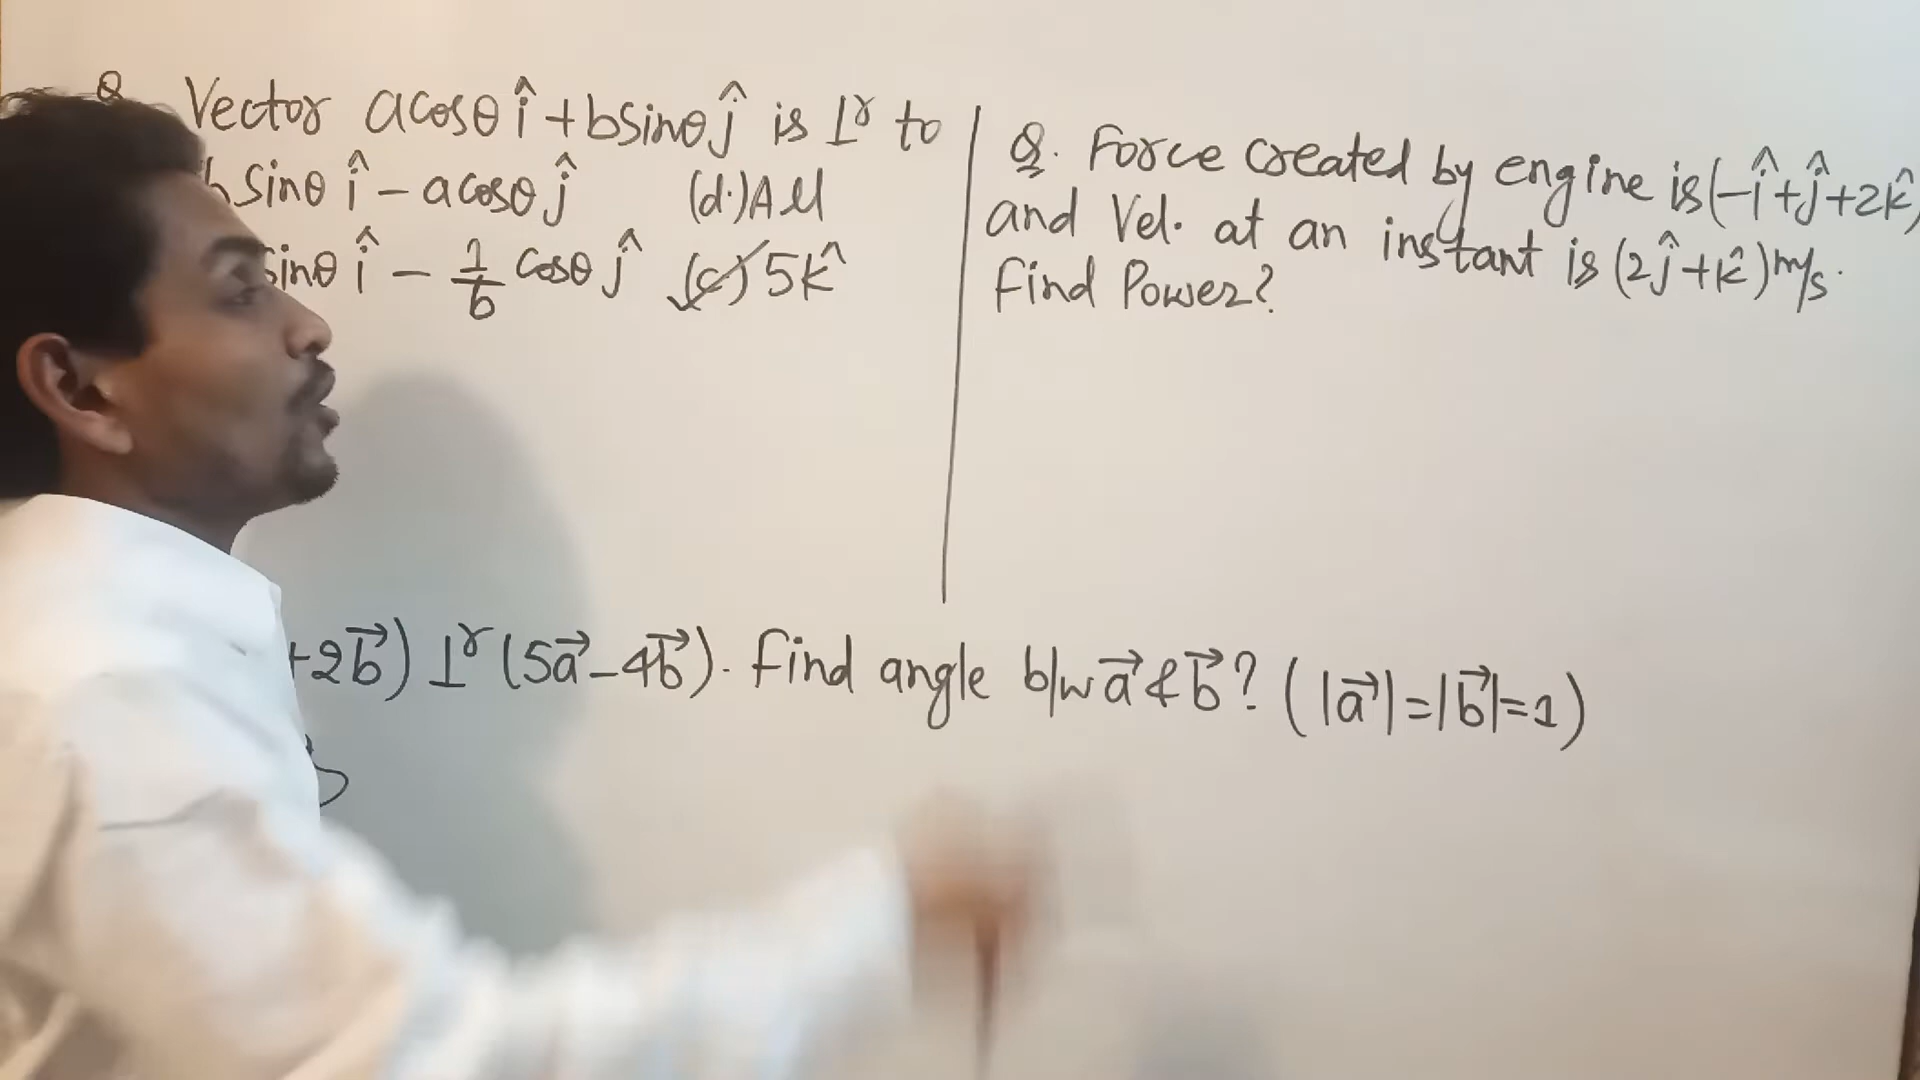 Q Vector acosθ î + bsinθ ĵ is ⊥ʳ to
b sinθ î − acosθ ĵ (d.) All
sinθ î − 1/b cosθ ĵ (c) 5k̂
Q. Force created by engine is (−î + ĵ + 2k̂)
and Vel. at an instant is (2ĵ + k̂) m/s.
Find Power?
+2b⃗) ⊥ʳ (5a⃗ − 4b⃗). Find angle b/w a⃗ & b⃗? (|a⃗| = |b⃗| = 1)